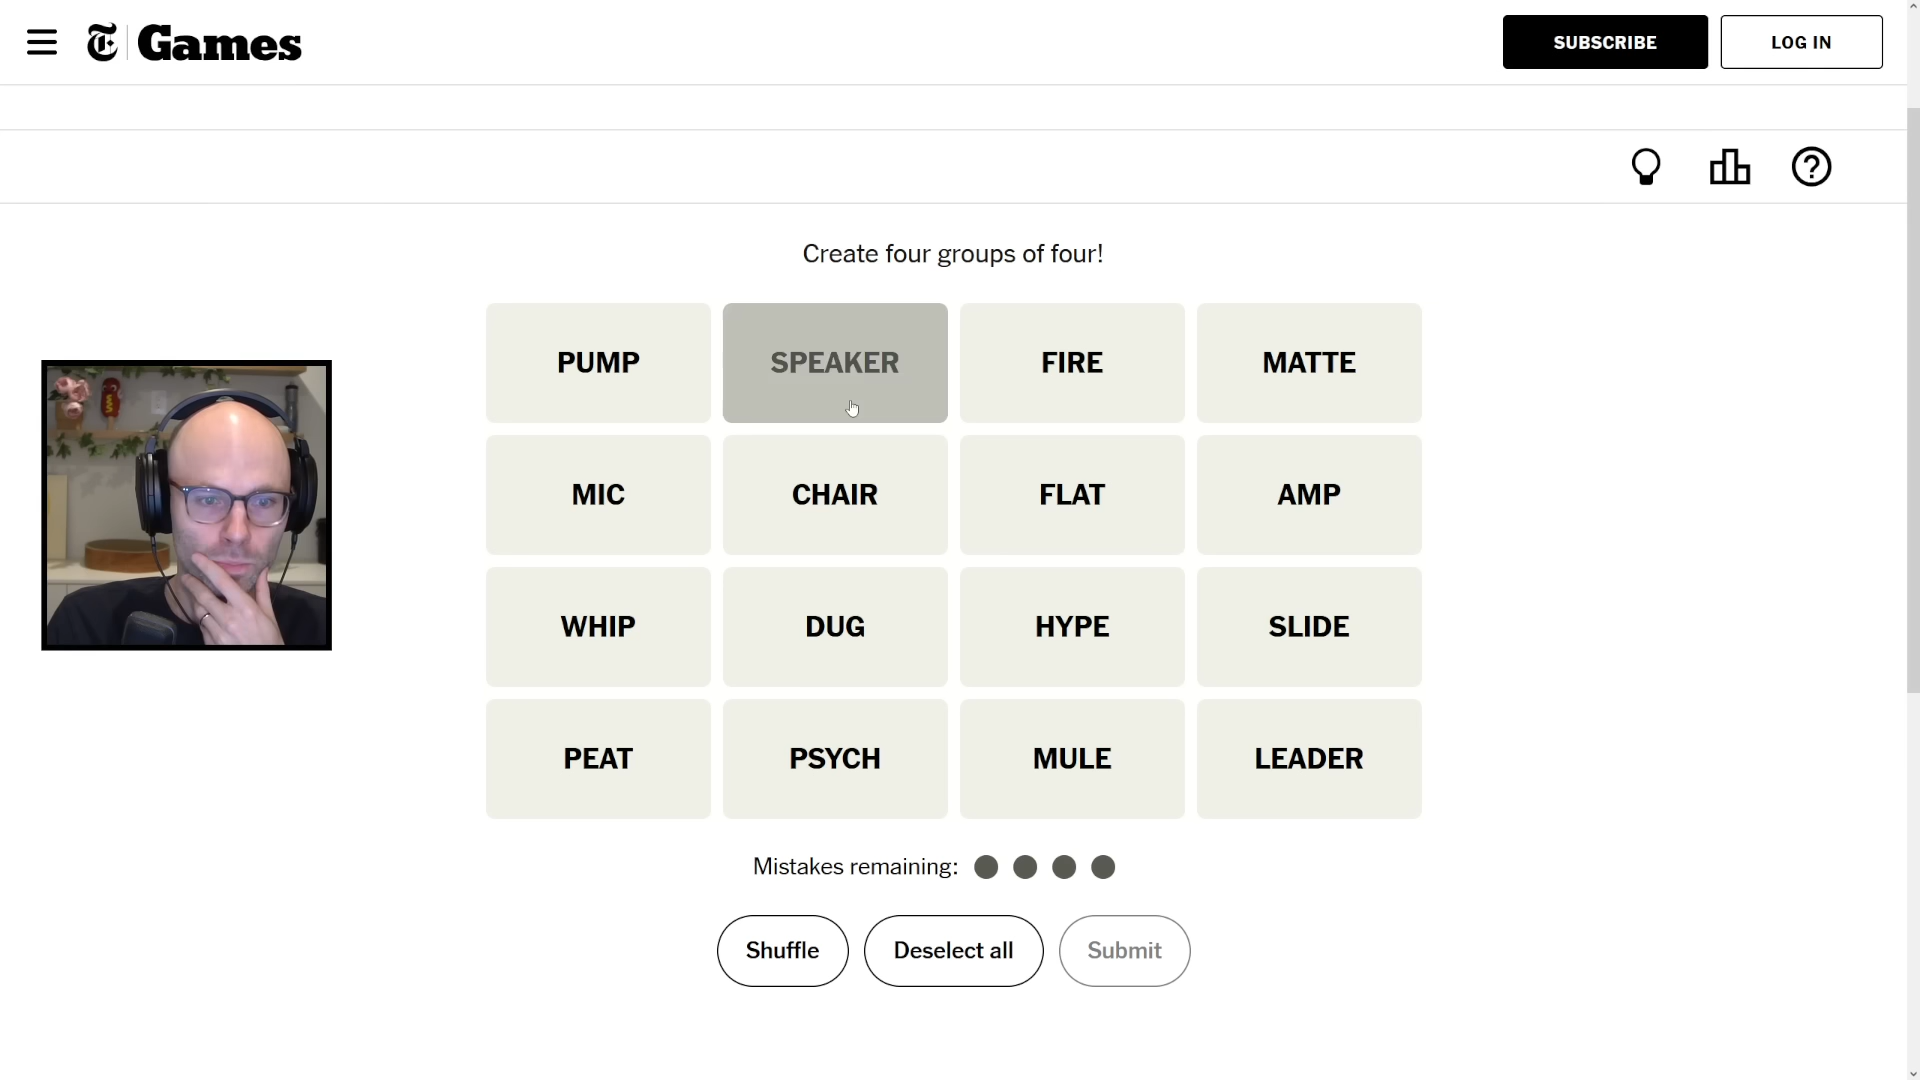 T Games
SUBSCRIBE
LOG IN
Create four groups of four!
PUMP SPEAKER FIRE MATTE
MIC CHAIR FLAT AMP
WHIP DUG HYPE SLIDE
PEAT PSYCH MULE LEADER
Mistakes remaining:
Shuffle Deselect all Submit